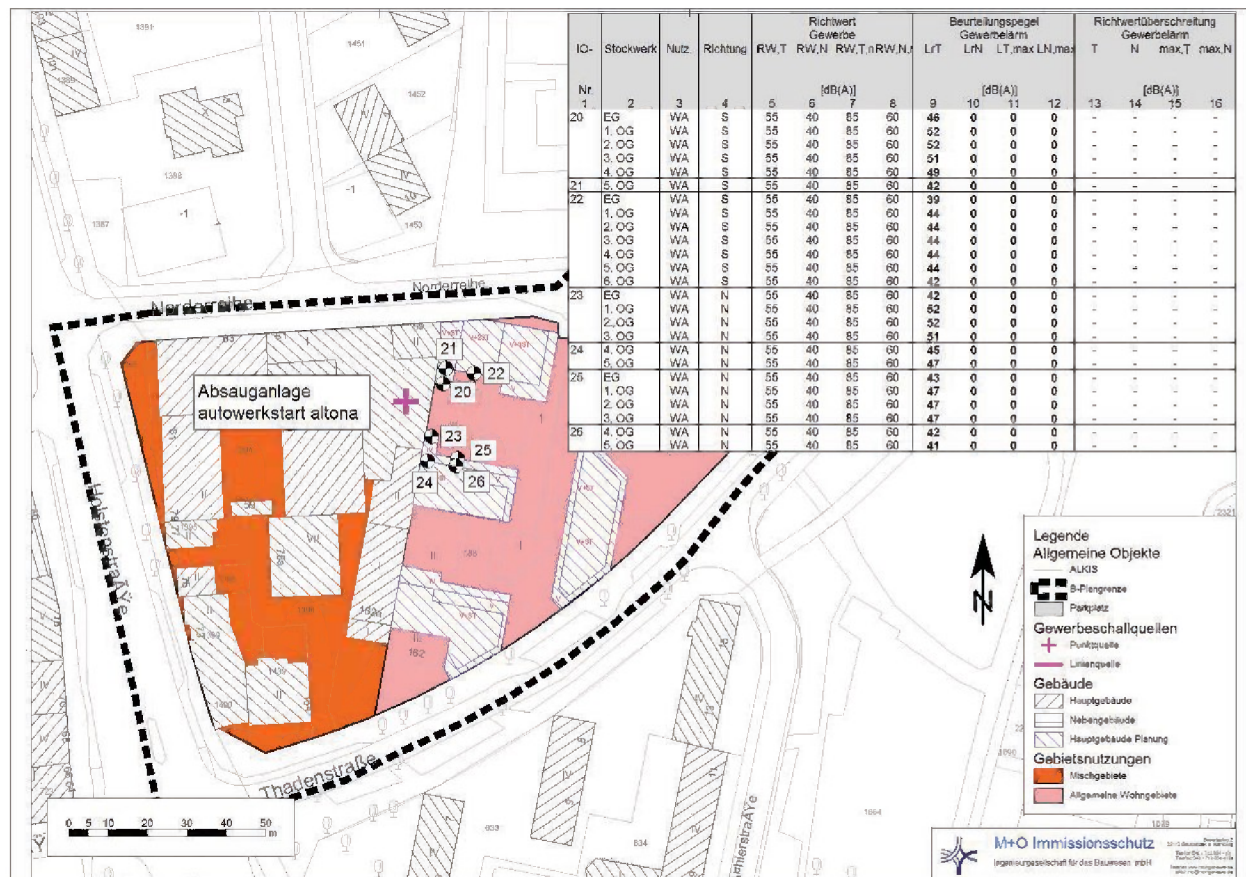 Richtwert Beurteilungspegel Richtwertüberschreitung
Gewerbe Gewerbelärm Gewerbelärm
IO- Stockwerk Nutz Richtung RW,T RW,N RW,T,m RW,N, LrT LrN LT,max LN,max T N max,T max,N
Nr. [dB(A)] [dB(A)] [dB(A)]
1 2 3 4 5 6 7 8 9 10 11 12 13 14 15 16
20 EG WA S 55 40 85 60 46 0 0 0 - - - -
1. OG WA S 55 40 85 60 52 0 0 0 - - - -
2. OG WA S 55 40 85 60 52 0 0 0 - - - -
3. OG WA S 55 40 85 60 51 0 0 0 - - - -
4. OG WA S 55 40 85 60 49 0 0 0 - - - -
21 5. OG WA S 55 40 85 60 42 0 0 0 - - - -
22 EG WA S 55 40 85 60 39 0 0 0 - - - -
1. OG WA S 55 40 85 60 44 0 0 0 - - - -
2. OG WA S 55 40 85 60 44 0 0 0 - - - -
3. OG WA S 55 40 85 60 44 0 0 0 - - - -
4. OG WA S 55 40 85 60 44 0 0 0 - - - -
5. OG WA S 55 40 85 60 44 0 0 0 - - - -
6. OG WA S 55 40 85 60 42 0 0 0 - - - -
23 EG WA N 55 40 85 60 42 0 0 0 - - - -
1. OG WA N 55 40 85 60 52 0 0 0 - - - -
2. OG WA N 55 40 85 60 52 0 0 0 - - - -
3. OG WA N 55 40 85 60 51 0 0 0 - - - -
24 4. OG WA N 55 40 85 60 45 0 0 0 - - - -
5. OG WA N 55 40 85 60 47 0 0 0 - - - -
25 EG WA N 55 40 85 60 43 0 0 0 - - - -
1. OG WA N 55 40 85 60 47 0 0 0 - - - -
2. OG WA N 55 40 85 60 47 0 0 0 - - - -
3. OG WA N 55 40 85 60 47 0 0 0 - - - -
26 4. OG WA N 55 40 85 60 42 0 0 0 - - - -
5. OG WA N 55 40 85 60 41 0 0 0 - - - -
1451
1452
1453
1398
-1
-1
Norderreihe
Norderreihe
Absauganlage
autowerkstart altona
21
22
20
23
25
24
26
HolstenstraÃŸe
Thadenstraße
162
162a
186
VII
II
III
834
1664
Legende
Allgemeine Objekte
ALKIS
B-Plangrenze
Parkplatz
Gewerbeschallquellen
Punktquelle
Linienquelle
Gebäude
Hauptgebäude
Nebengebäude
Hauptgebäude Planung
Gebietsnutzungen
Mischgebiete
Allgemeine Wohngebiete
N
0 5 10 20 30 40 50
m
M+O Immissionsschutz
Ingenieurgesellschaft für das Bauwesen mbH